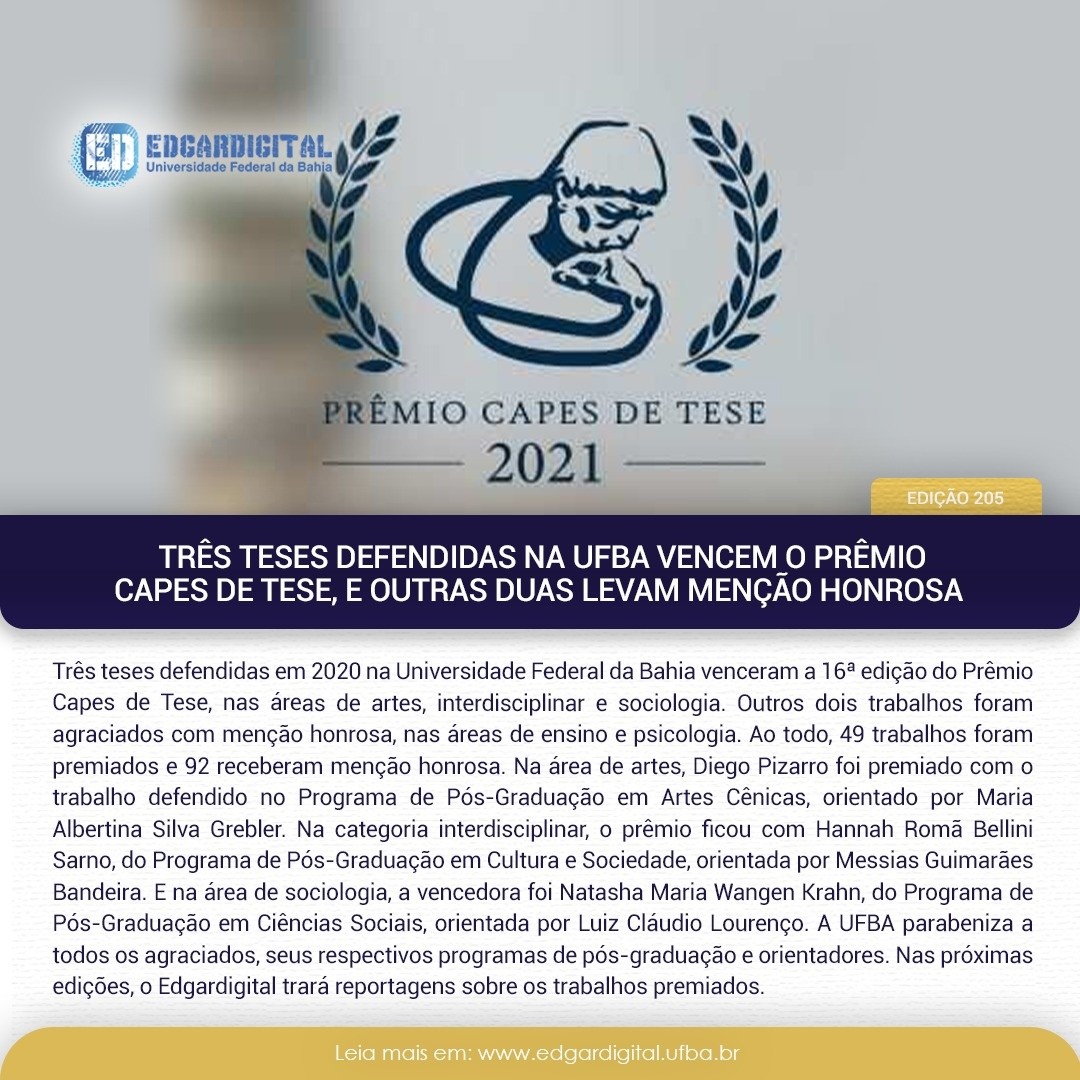 ED EDGARDIGITAL
Universidade Federal da Bahia
PRÊMIO CAPES DE TESE
2021
EDIÇÃO 205
TRÊS TESES DEFENDIDAS NA UFBA VENCEM O PRÊMIO
CAPES DE TESE, E OUTRAS DUAS LEVAM MENÇÃO HONROSA
Três teses defendidas em 2020 na Universidade Federal da Bahia venceram a 16ª edição do Prêmio
Capes de Tese, nas áreas de artes, interdisciplinar e sociologia. Outros dois trabalhos foram
agraciados com menção honrosa, nas áreas de ensino e psicologia. Ao todo, 49 trabalhos foram
premiados e 92 receberam menção honrosa. Na área de artes, Diego Pizarro foi premiado com o
trabalho defendido no Programa de Pós-Graduação em Artes Cênicas, orientado por Maria
Albertina Silva Grebler. Na categoria interdisciplinar, o prêmio ficou com Hannah Romã Bellini
Sarno, do Programa de Pós-Graduação em Cultura e Sociedade, orientada por Messias Guimarães
Bandeira. E na área de sociologia, a vencedora foi Natasha Maria Wangen Krahn, do Programa de
Pós-Graduação em Ciências Sociais, orientada por Luiz Cláudio Lourenço. A UFBA parabeniza a
todos os agraciados, seus respectivos programas de pós-graduação e orientadores. Nas próximas
edições, o Edgardigital trará reportagens sobre os trabalhos premiados.
Leia mais em: www.edgardigital.ufba.br